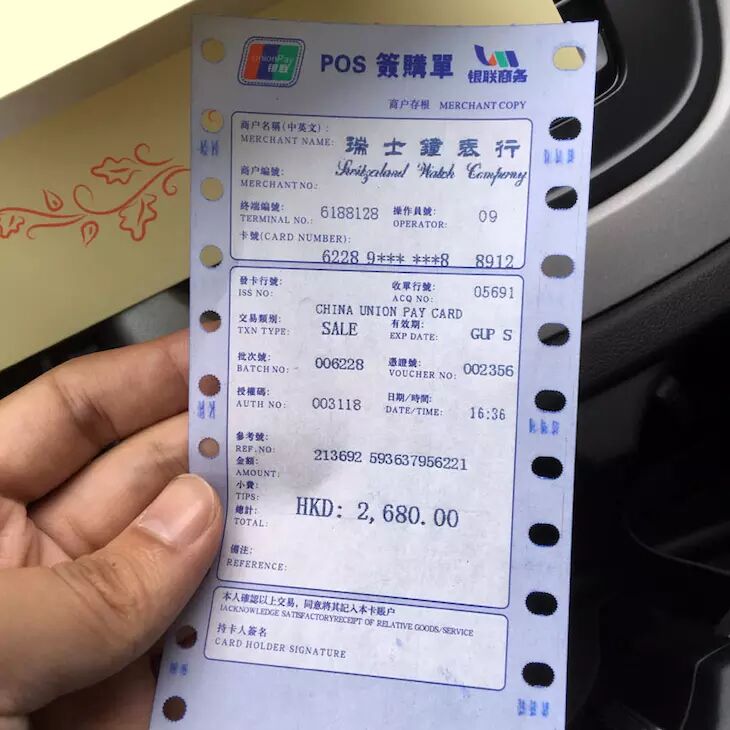 UnionPay
银联
POS 簽購單
银联商务
商户存根 MERCHANT COPY
商户名稱(中英文):
MERCHANT NAME:
瑞士鐘表行
Switzaland Watch Compmy
商户編號:
MERCHANT NO:
終端編號:
TERMINAL NO.: 6188128
操作員號:
OPERATOR: 09
卡號(CARD NUMBER):
6228 9*** ***8 8912
發卡行號:
ISS NO:
收單行號:
ACQ NO: 05691
CHINA UNION PAY CARD
交易類别:
TXN TYPE: SALE
有效期:
EXP DATE: GUP S
批次號:
BATCH NO: 006228
憑證號:
VOUCHER NO: 002356
授權碼:
AUTH NO: 003118
日期/時間:
DATE/TIME: 16:36
參考號:
REF.NO: 213692 593637956221
金額:
AMOUNT:
小費:
TIPS:
HKD: 2,680.00
總計:
TOTAL:
備注:
REFERENCE:
本人確認以上交易，同意將其記入本卡賬户
IACKNOWLEDGE SATISFACTORYRECEIPT OF RELATIVE GOODS/SERVICE
持卡人簽名
CARD HOLDER SIGNATURE